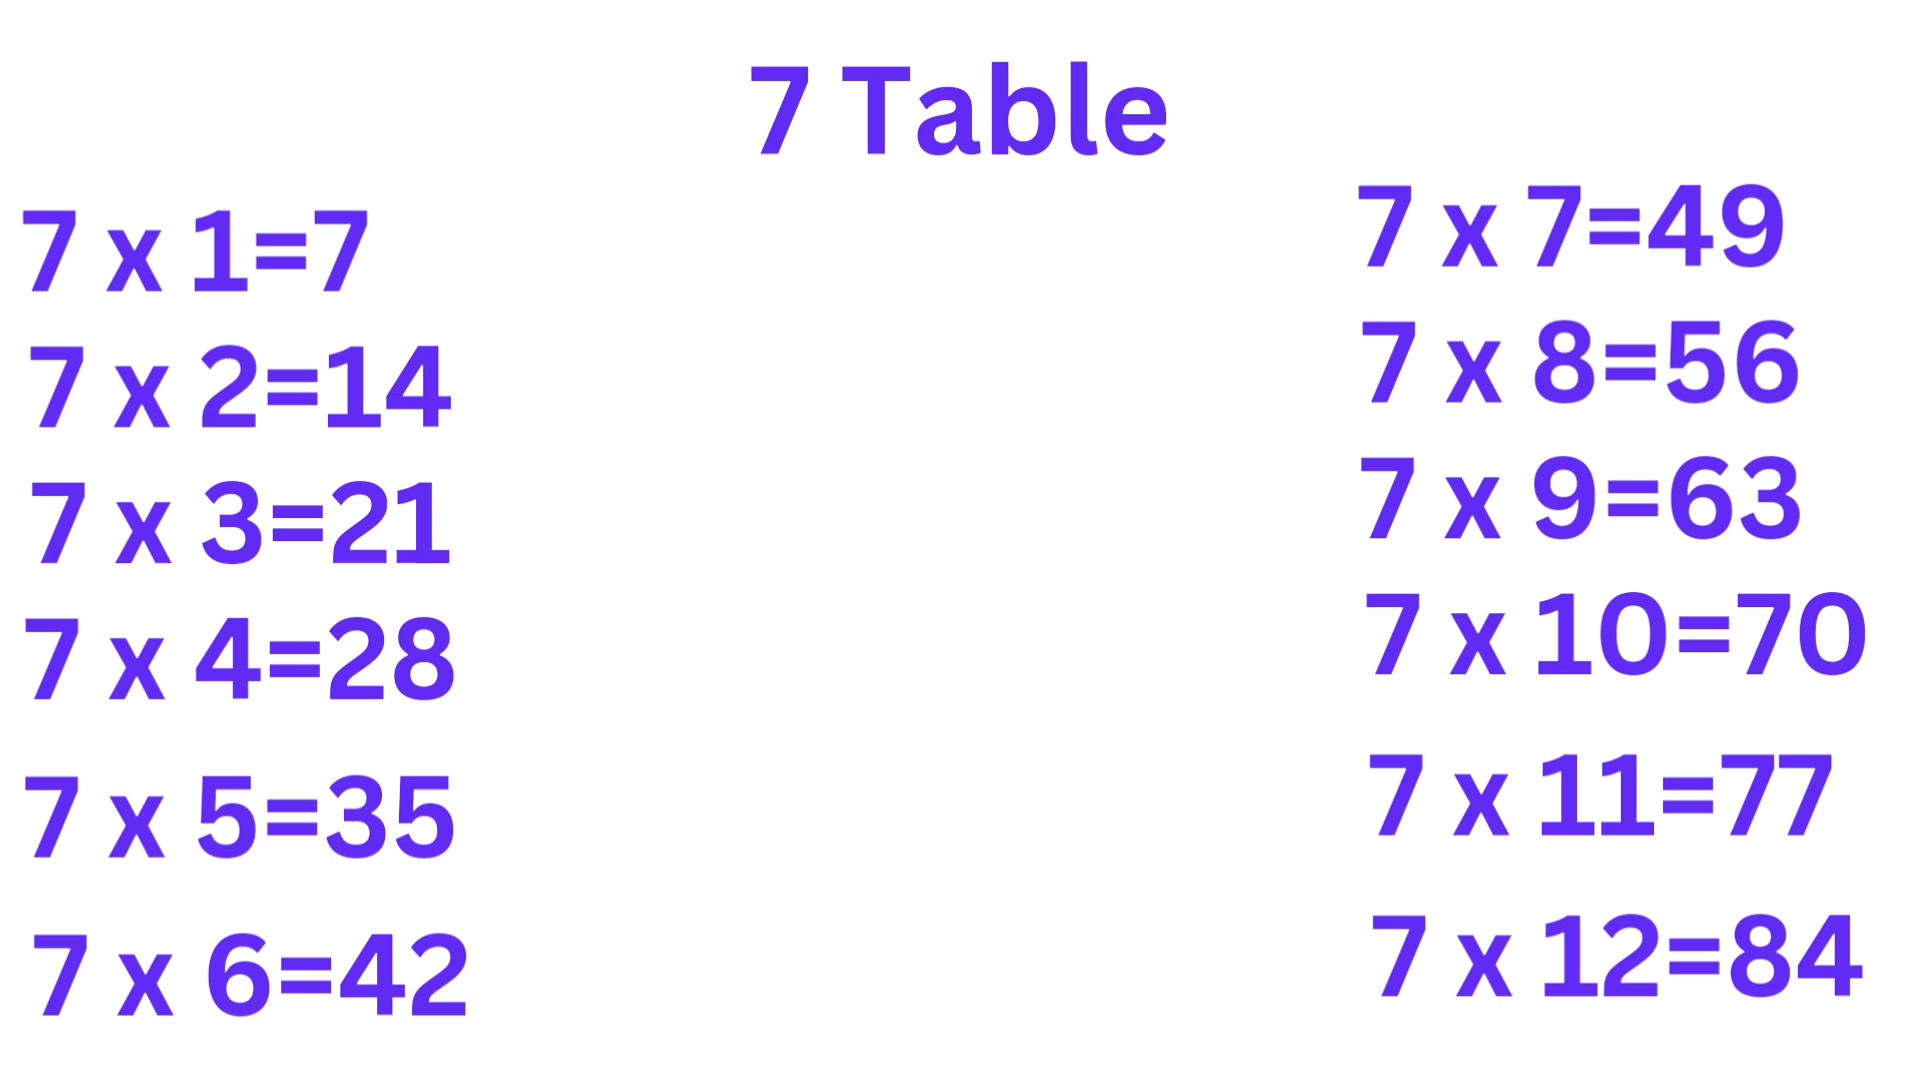 7 Table
7 x 1=7
7 x 2=14
7 x 3=21
7 x 4=28
7 x 5=35
7 x 6=42
7 x 7=49
7 x 8=56
7 x 9=63
7 x 10=70
7 x 11=77
7 x 12=84